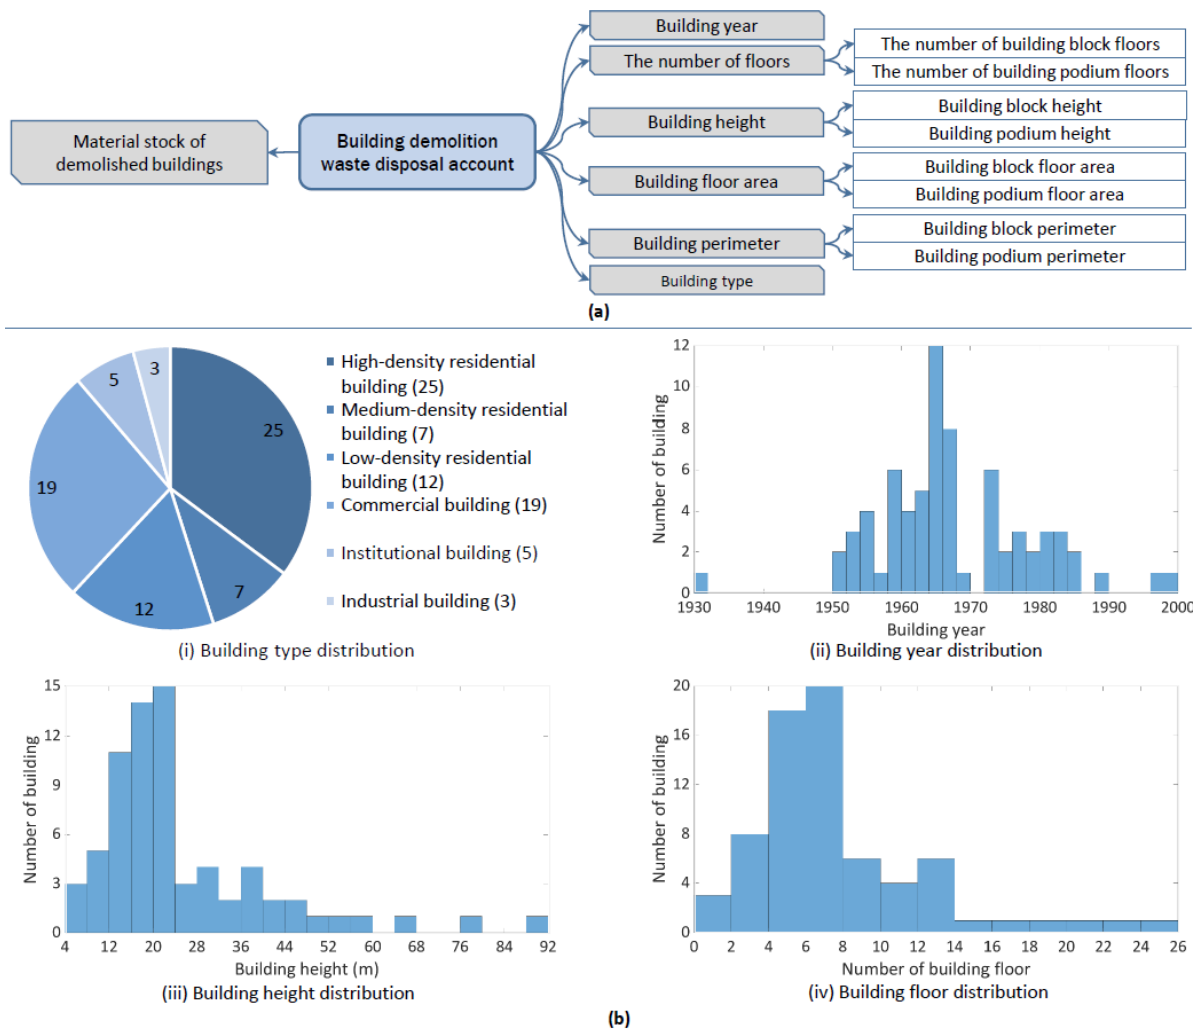 Building year
The number of floors
The number of building block floors
The number of building podium floors
Material stock of
demolished buildings
Building demolition
waste disposal account
Building height
Building block height
Building podium height
Building floor area
Building block floor area
Building podium floor area
Building perimeter
Building block perimeter
Building podium perimeter
Building type
(a)
3
5
25
19
12
7
High-density residential
building (25)
Medium-density residential
building (7)
Low-density residential
building (12)
Commercial building (19)
Institutional building (5)
Industrial building (3)
(i) Building type distribution
12
10
8
6
4
2
0
Number of building
1930 1940 1950 1960 1970 1980 1990 2000
Building year
(ii) Building year distribution
15
12
9
6
3
0
Number of building
4 12 20 28 36 44 52 60 68 76 84 92
Building height (m)
(iii) Building height distribution
20
16
12
8
4
0
Number of building
0 2 4 6 8 10 12 14 16 18 20 22 24 26
Number of building floor
(iv) Building floor distribution
(b)